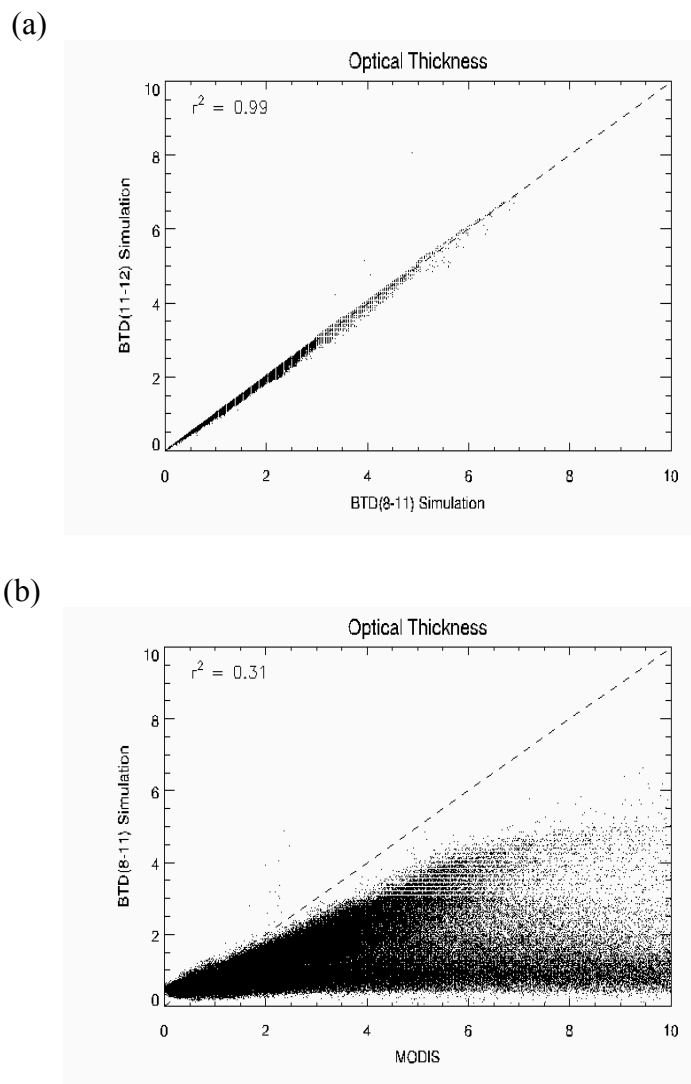 (a)
Optical Thickness
r² = 0.99
10
8
6
4
2
0
BTD(11-12) Simulation
0 2 4 6 8 10
BTD(8-11) Simulation
(b)
Optical Thickness
r² = 0.31
10
8
6
4
2
0
BTD(8-11) Simulation
0 2 4 6 8 10
MODIS